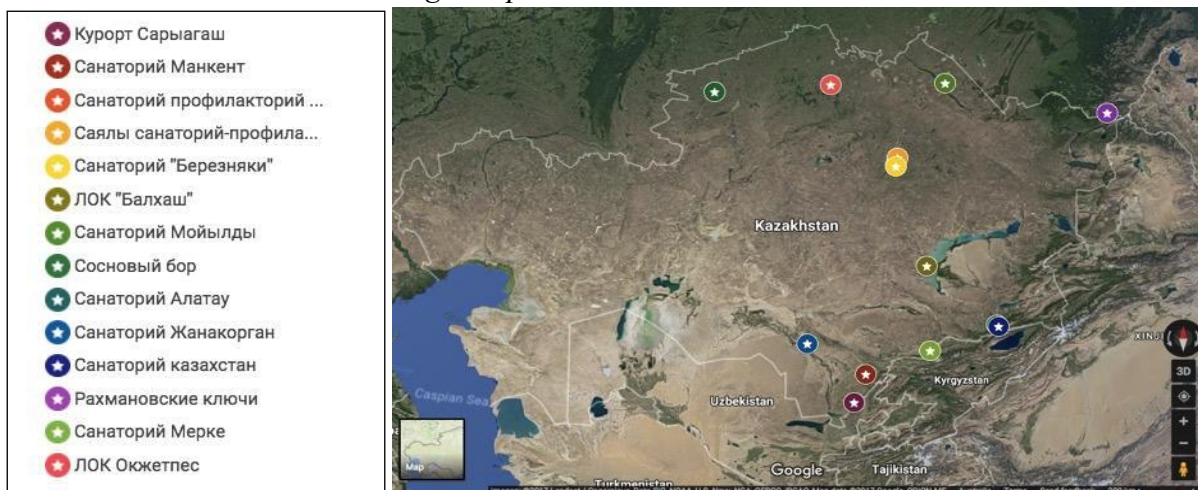 Курорт Сарыагаш
Санаторий Манкент
Санаторий профилакторий ...
Саялы санаторий-профила...
Санаторий "Березняки"
ЛОК "Балхаш"
Санаторий Мойылды
Сосновый бор
Санаторий Алатау
Санаторий Жанакорган
Санаторий казахстан
Рахмановские ключи
Санаторий Мерке
ЛОК Окжетпес
Kazakhstan
XINJI
3D
Kyrgyzstan
Caspian Sea
Uzbekistan
Map
Google
Tajikistan
Turkmenistan